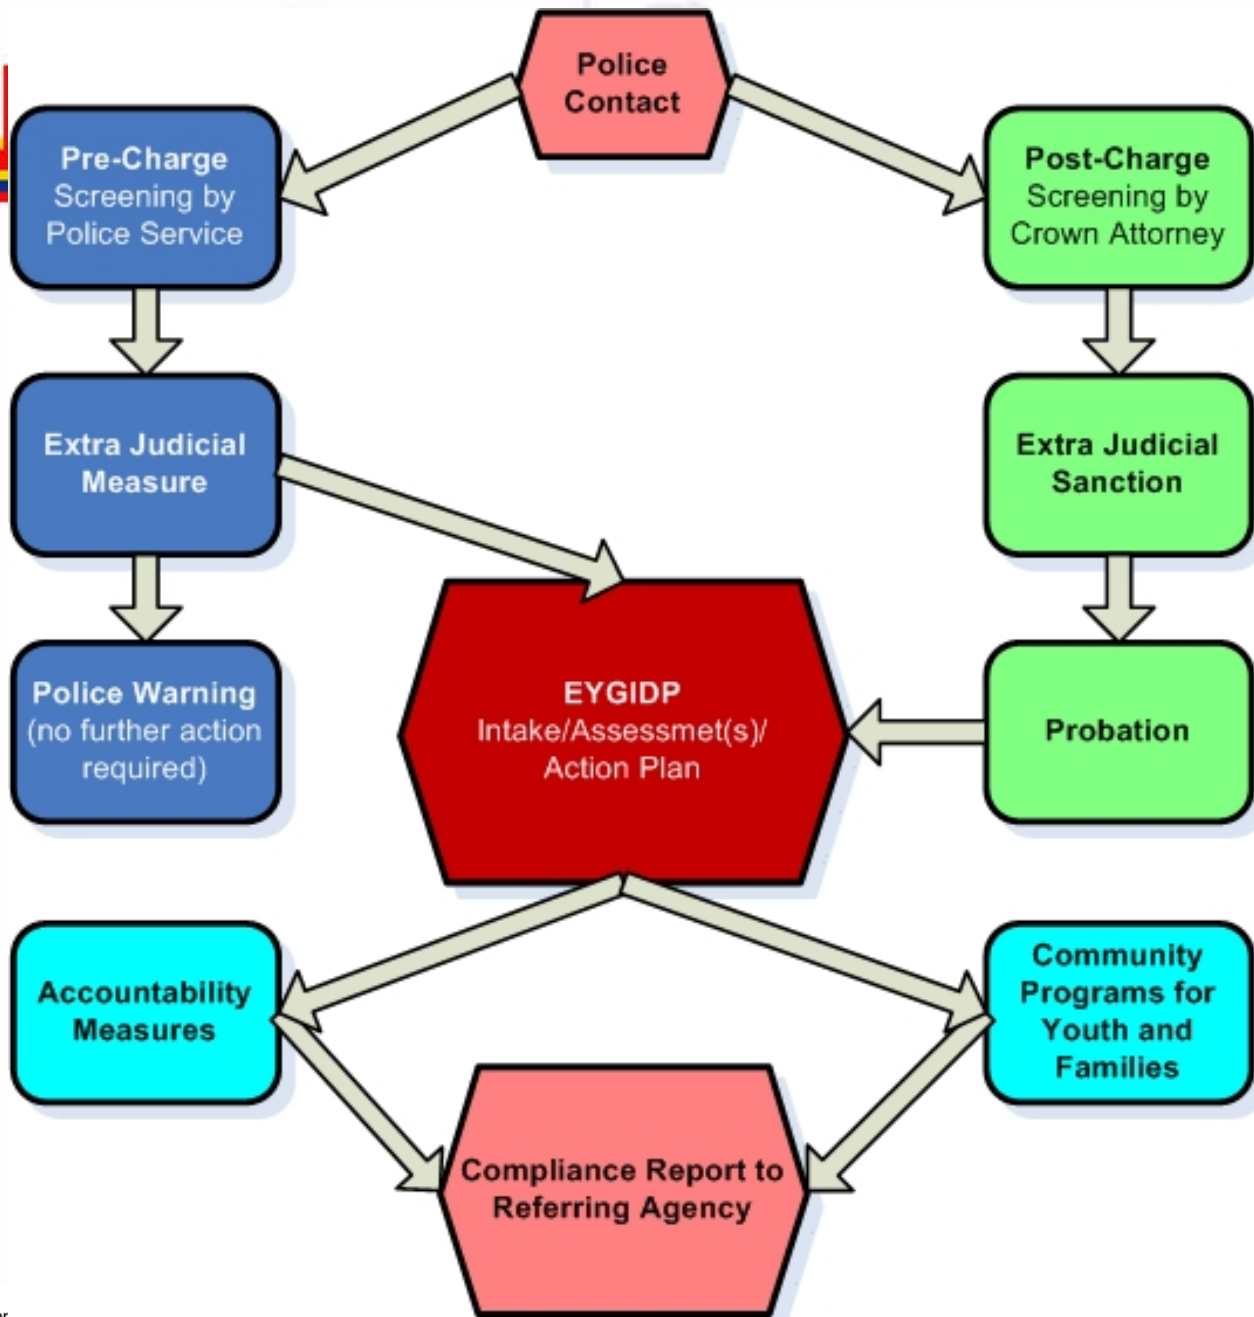 Police
Contact
Pre-Charge
Screening by
Police Service
Post-Charge
Screening by
Crown Attorney
Extra Judicial
Measure
Extra Judicial
Sanction
Police Warning
(no further action
required)
EYGIDP
Intake/Assessmet(s)/
Action Plan
Probation
Accountability
Measures
Community
Programs for
Youth and
Families
Compliance Report to
Referring Agency